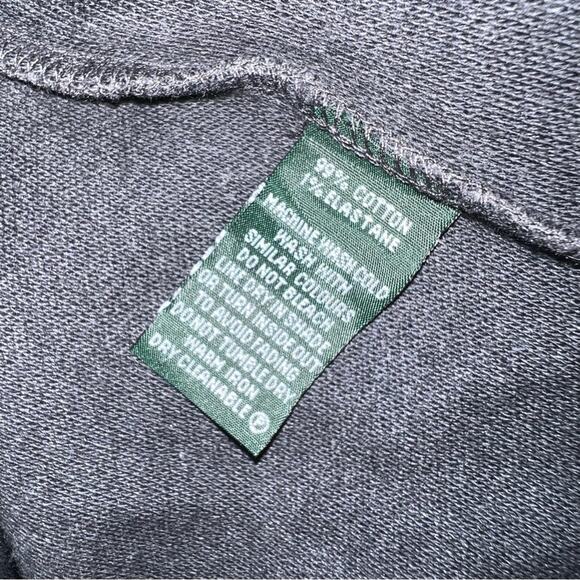 99% COTTON
1% ELASTANE
MACHINE WASH COLD
WASH WITH
SIMILAR COLOURS
DO NOT BLEACH
LINE DRY IN SHADE
OR TURN INSIDE OUT
TO AVOID FADING
DO NOT TUMBLE DRY
WARM IRON
DRY CLEANABLE Ⓟ